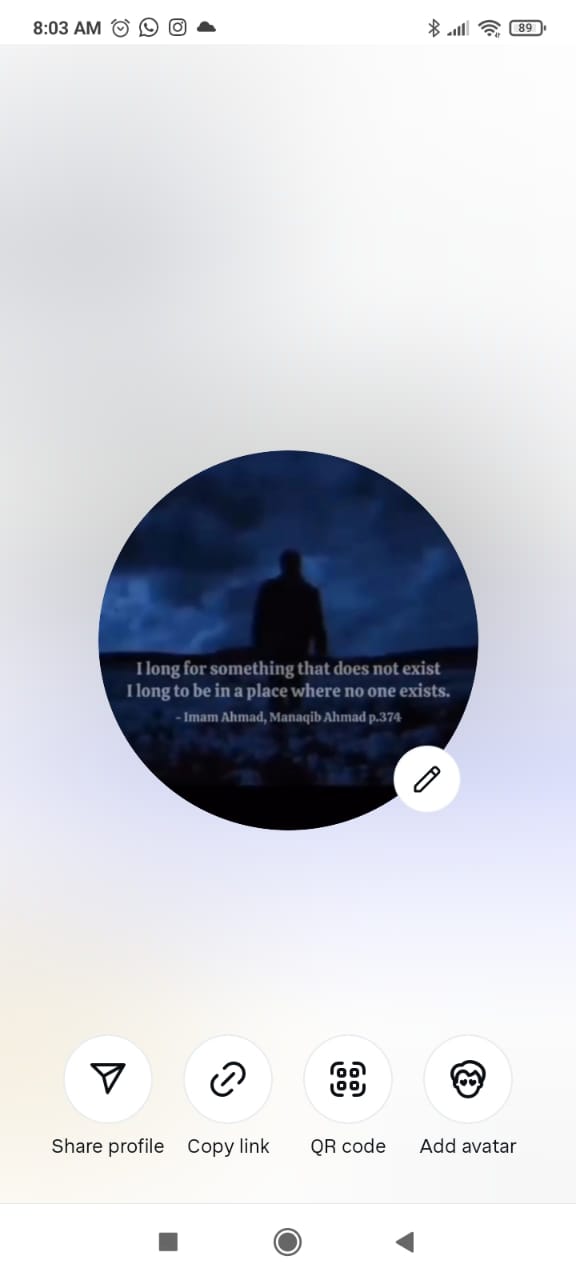 8:03 AM
89
I long for something that does not exist
I long to be in a place where no one exists.
- Imam Ahmad, Manaqib Ahmad p.374
Share profile
Copy link
QR code
Add avatar